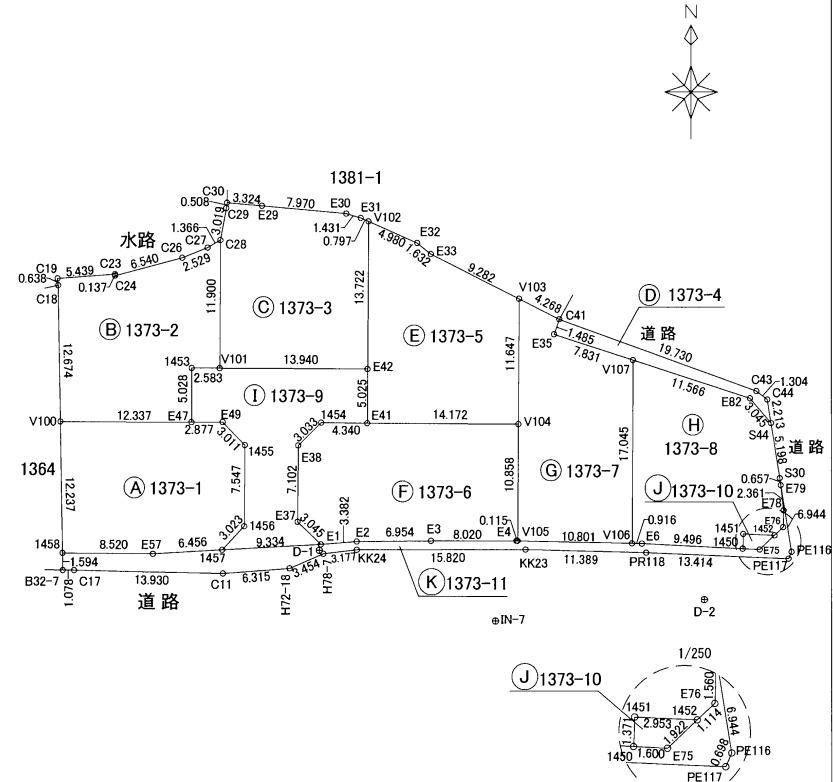 N
1381-1
C30
0.508
3.324
C29
E29
7.970
E30
E31
V102
1.431
0.797
4.980
E32
1.632
E33
9.282
V103
4.268
C41
1.485
E35
7.831
V107
19.730
11.566
道路
Ⓓ 1373-4
C43
C44
1.304
2.213
E82
3.045
S44
5.198
道路
水路
C19
0.638
C18
5.439
C23
0.137
C24
6.540
C26
C27
1.366
2.529
3.019
C28
11.900
Ⓑ 1373-2
Ⓒ 1373-3
13.722
Ⓔ 1373-5
11.647
12.674
1453
V101
2.583
13.940
E42
5.028
Ⓘ 1373-9
5.025
V100
12.337
E47
2.877
E49
3.011
1455
3.033
1454
4.340
E41
14.172
V104
E38
17.045
Ⓗ
1373-8
S30
0.657
E79
2.361
E78
6.944
1364
12.237
Ⓐ 1373-1
7.547
7.102
Ⓕ 1373-6
10.858
Ⓖ 1373-7
Ⓙ 1373-10
1451
1452
E76
1456
3.023
E37
3.045
3.382
1458
8.520
E57
6.456
1457
9.334
E1
D-1
E2
6.954
E3
8.020
0.115
E4
V105
10.801
V106
0.916
E6
9.496
1450
E75
PE116
PE117
1.594
B32-7
1.070
C17
13.930
C11
6.315
H72-18
3.454
H78-7
3.177
KK24
15.820
KK23
11.389
PR118
13.414
道路
Ⓚ 1373-11
IN-7
D-2
1/250
Ⓙ 1373-10
1451
1452
E76
1.560
2.953
1.371
1.922
1.114
6.944
1450
1.600
E75
0.698
PE116
PE117